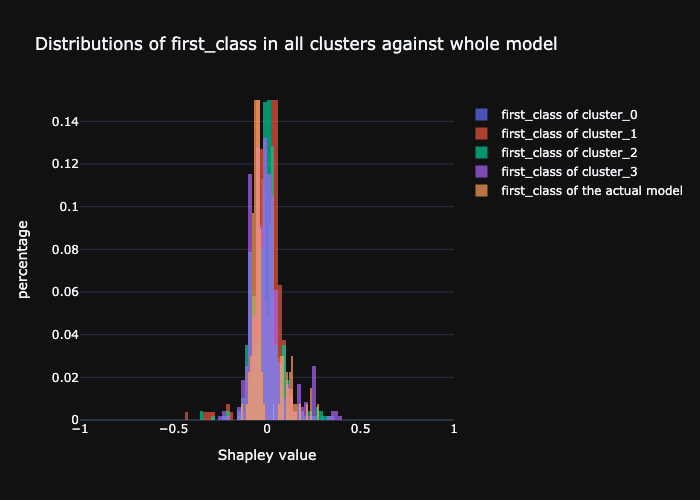 Distributions of first_class in all clusters against whole model
first_class of cluster_0
first_class of cluster_1
first_class of cluster_2
first_class of cluster_3
first_class of the actual model
percentage
0.14
0.12
0.1
0.08
0.06
0.04
0.02
0
−1
−0.5
0
0.5
1
Shapley value